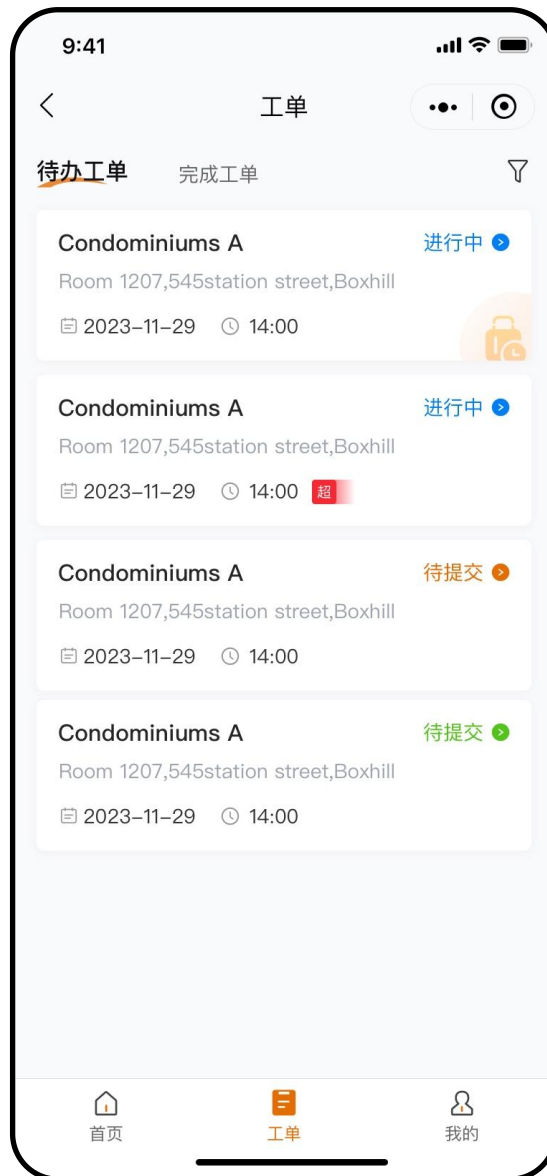 9:41
工单
待办工单
完成工单
Condominiums A 进行中
Room 1207,545station street,Boxhill
2023-11-29 14:00
Condominiums A 进行中
Room 1207,545station street,Boxhill
2023-11-29 14:00 超
Condominiums A 待提交
Room 1207,545station street,Boxhill
2023-11-29 14:00
Condominiums A 待提交
Room 1207,545station street,Boxhill
2023-11-29 14:00
首页 工单 我的